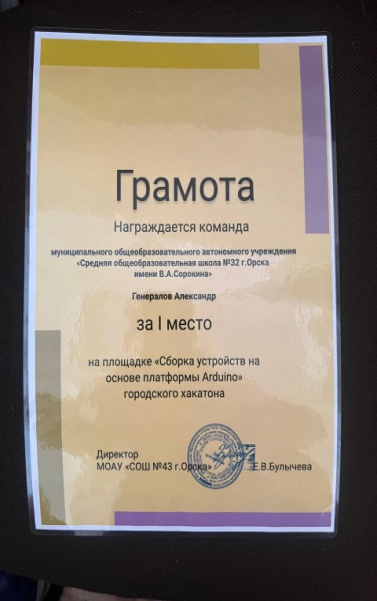 Грамота
Награждается команда
муниципального общеобразовательного автономного учреждения
«Средняя общеобразовательная школа №32 г.Орска
имени В.А.Сорокина»
Генералов Александр
за I место
на площадке «Сборка устройств на
основе платформы Arduino»
городского хакатона
Директор
МОАУ «СОШ №43 г.Орска» Е.В.Булычева